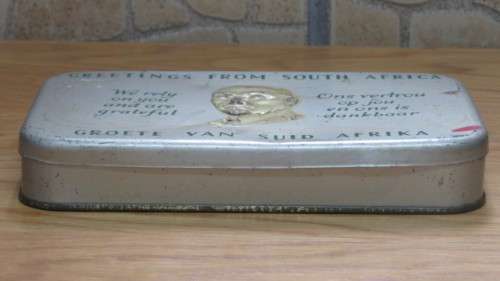 GREETINGS FROM SOUTH AFRICA
We rely
on you
and are
grateful
Ons vertrou
op jou
en ons is
dankbaar
GROETE VAN SUID AFRIKA